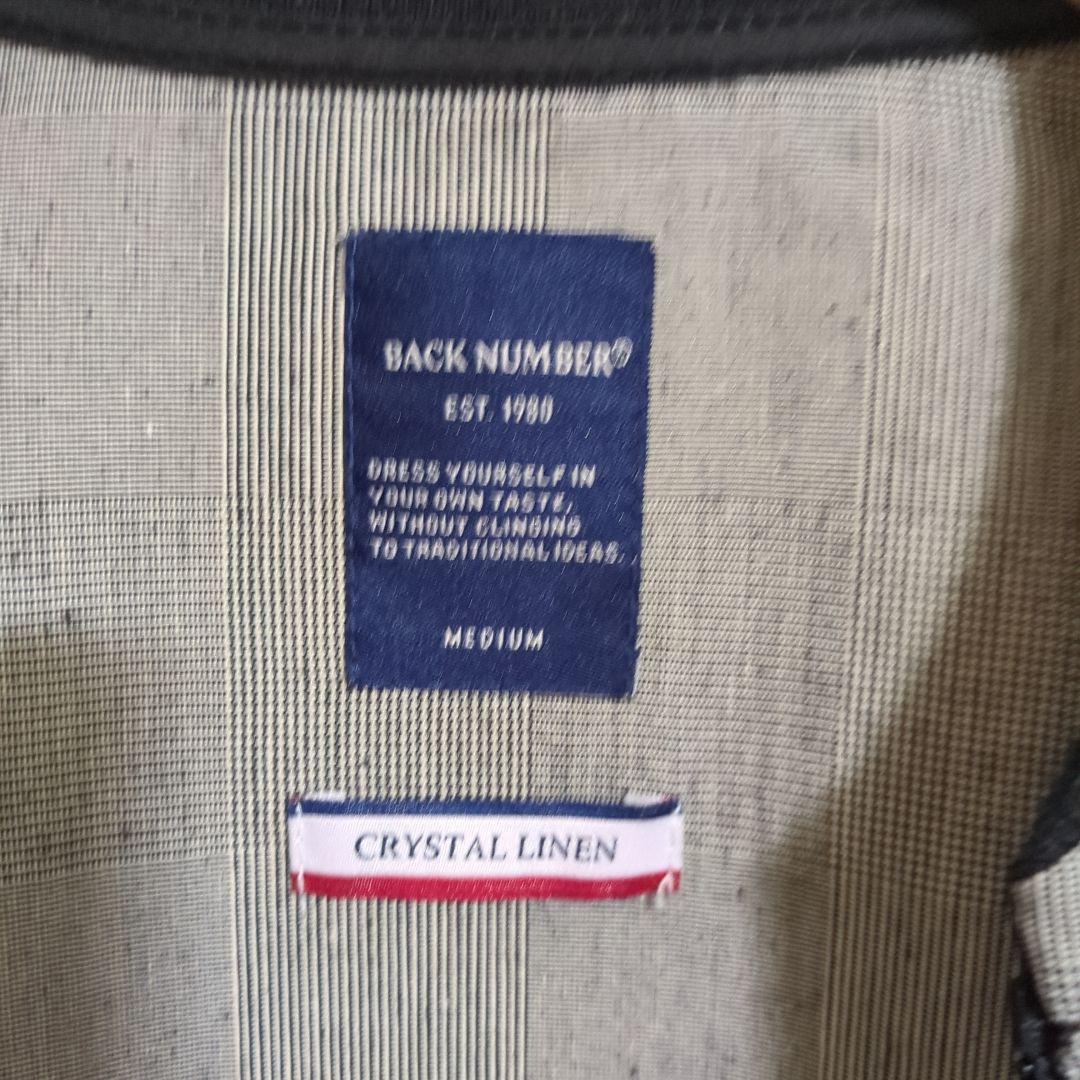 BACK NUMBER®
EST. 1980
DRESS YOURSELF IN
YOUR OWN TASTE,
WITHOUT CLINGING
TO TRADITIONAL IDEAS.
MEDIUM
CRYSTAL LINEN